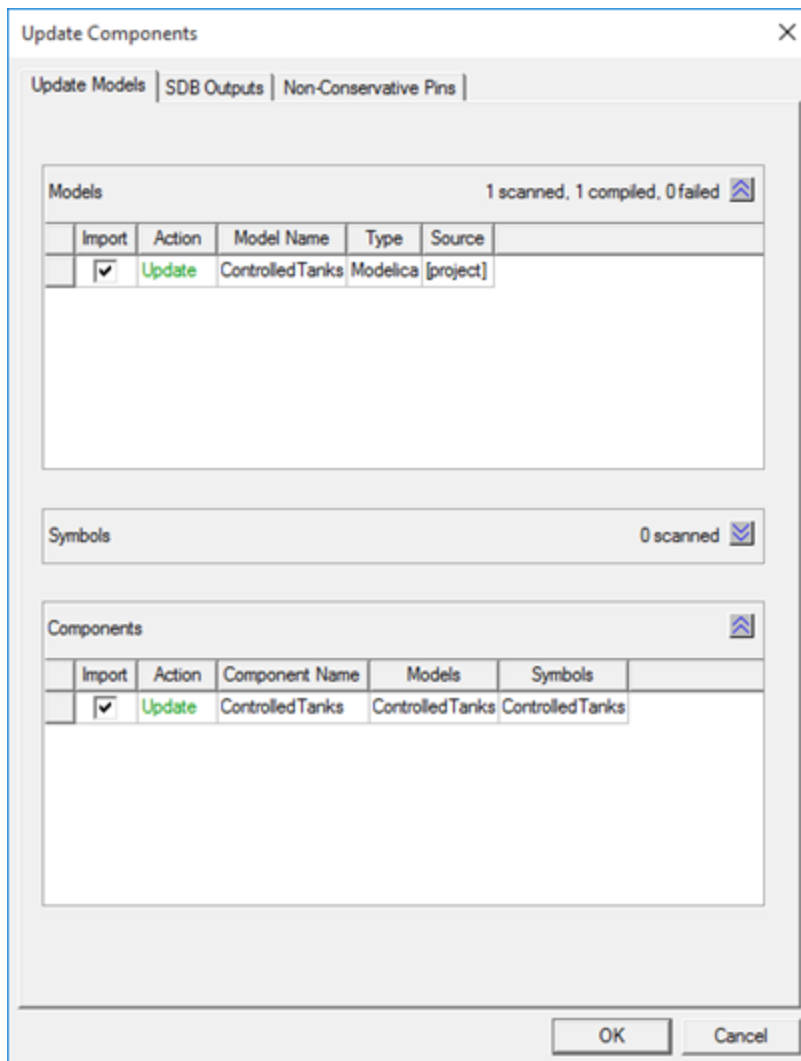 Update Components
Update Models SDB Outputs Non-Conservative Pins
Models 1 scanned, 1 compiled, 0 failed
Import Action Model Name Type Source
Update ControlledTanks Modelica [project]
Symbols 0 scanned
Components
Import Action Component Name Models Symbols
Update ControlledTanks ControlledTanks ControlledTanks
OK Cancel